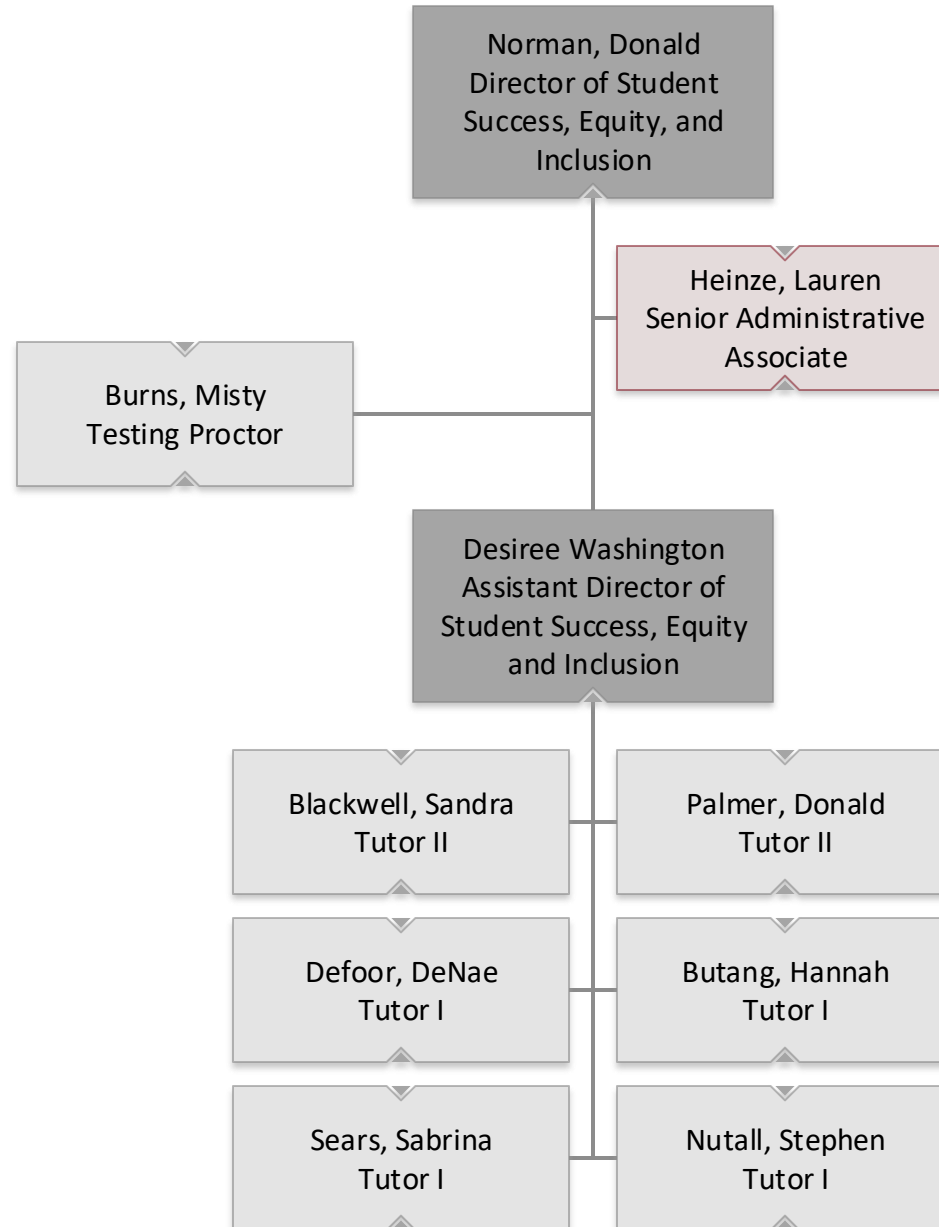 Norman, Donald
Director of Student
Success, Equity, and
Inclusion
Heinze, Lauren
Senior Administrative
Associate
Burns, Misty
Testing Proctor
Desiree Washington
Assistant Director of
Student Success, Equity
and Inclusion
Blackwell, Sandra
Tutor II
Palmer, Donald
Tutor II
Defoor, DeNae
Tutor I
Butang, Hannah
Tutor I
Sears, Sabrina
Tutor I
Nutall, Stephen
Tutor I